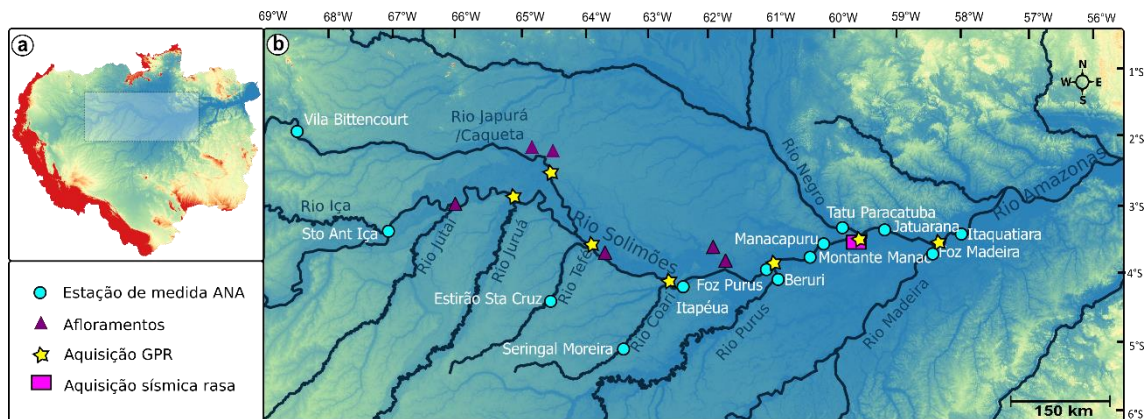 69°W
68°W
67°W
66°W
65°W
64°W
63°W
62°W
61°W
60°W
59°W
58°W
57°W
56°W
a
b
N
W E
S
1°S
2°S
3°S
4°S
5°S
6°S
Vila Bittencourt
Rio Japurá
/Caqueta
Rio Negro
Rio Amazonas
Rio Iça
Sto Ant Iça
Rio Jutaí
Rio Juruá
Rio Solimões
Tatu Paracatuba
Jatuarana
Itaquatiara
Manacapuru
Montante Manac
Foz Madeira
Rio Tefé
Estirão Sta Cruz
Rio Coari
Foz Purus
Beruri
Itapéua
Seringal Moreira
Rio Purus
Rio Madeira
150 km
Estação de medida ANA
Afloramentos
Aquisição GPR
Aquisição sísmica rasa